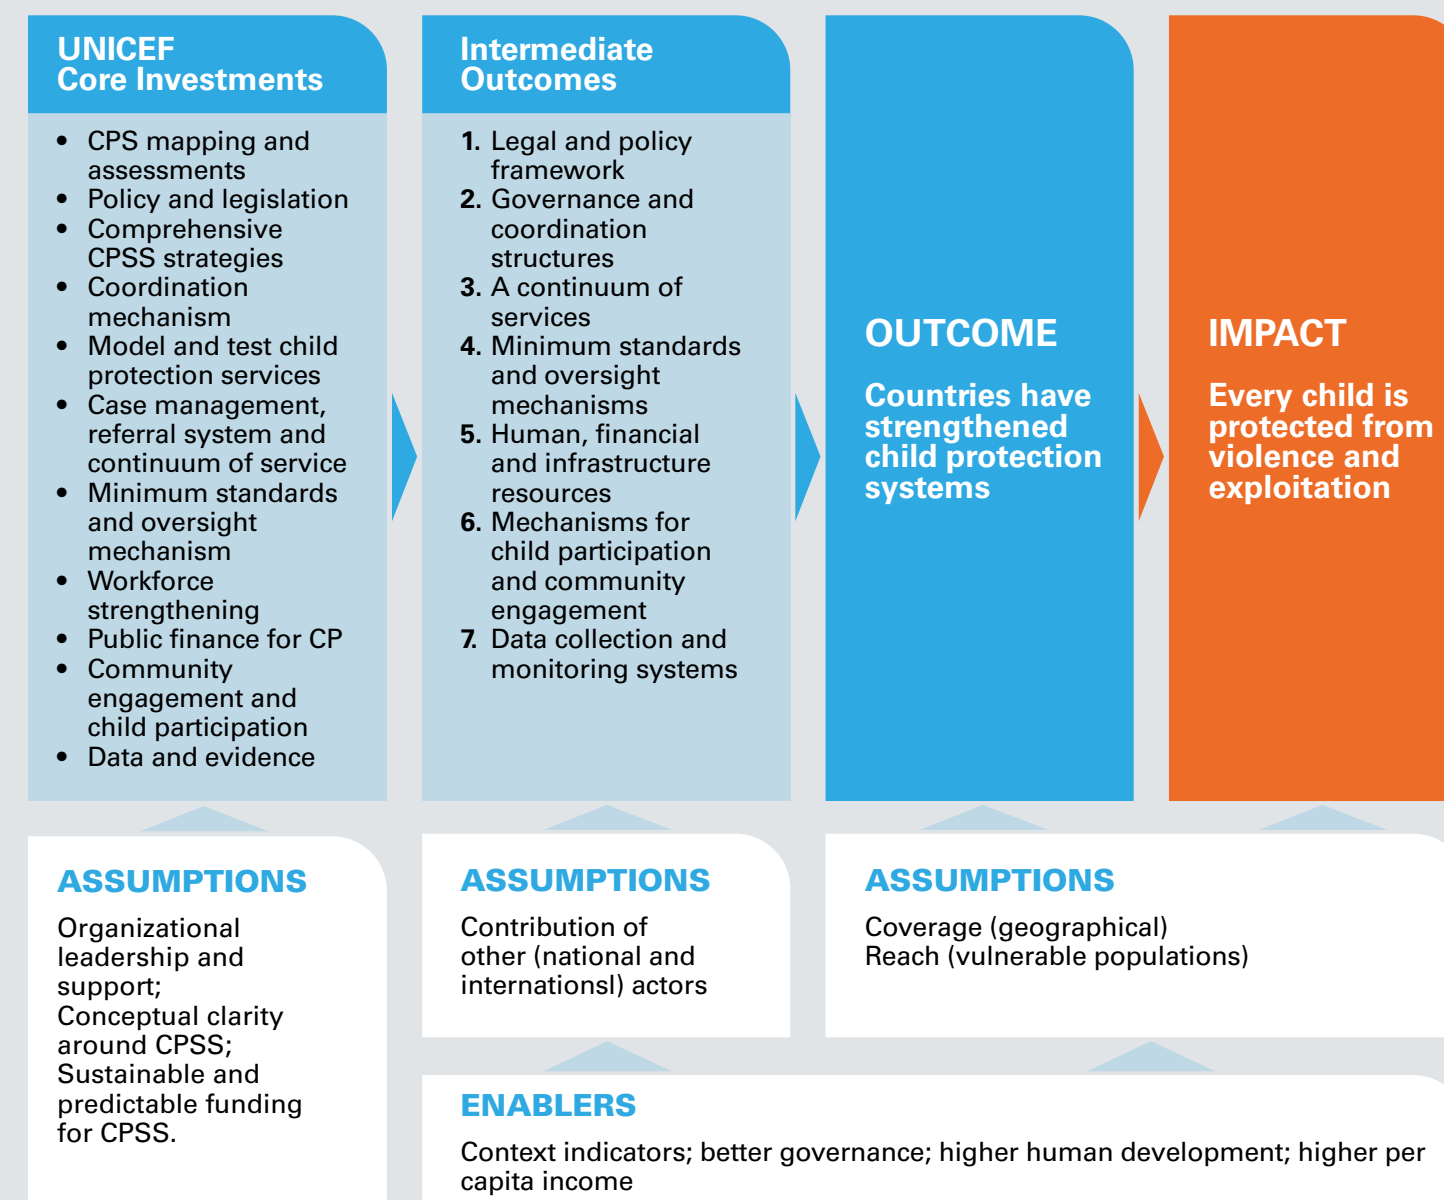 UNICEF
Core Investments
• CPS mapping and
assessments
• Policy and legislation
• Comprehensive
CPSS strategies
• Coordination
mechanism
• Model and test child
protection services
• Case management,
referral system and
continuum of service
• Minimum standards
and oversight
mechanism
• Workforce
strengthening
• Public finance for CP
• Community
engagement and
child participation
• Data and evidence
Intermediate
Outcomes
1. Legal and policy
framework
2. Governance and
coordination
structures
3. A continuum of
services
4. Minimum standards
and oversight
mechanisms
5. Human, financial
and infrastructure
resources
6. Mechanisms for
child participation
and community
engagement
7. Data collection and
monitoring systems
OUTCOME
Countries have
strengthened
child protection
systems
IMPACT
Every child is
protected from
violence and
exploitation
ASSUMPTIONS
Organizational
leadership and
support;
Conceptual clarity
around CPSS;
Sustainable and
predictable funding
for CPSS.
ASSUMPTIONS
Contribution of
other (national and
internationsl) actors
ASSUMPTIONS
Coverage (geographical)
Reach (vulnerable populations)
ENABLERS
Context indicators; better governance; higher human development; higher per
capita income